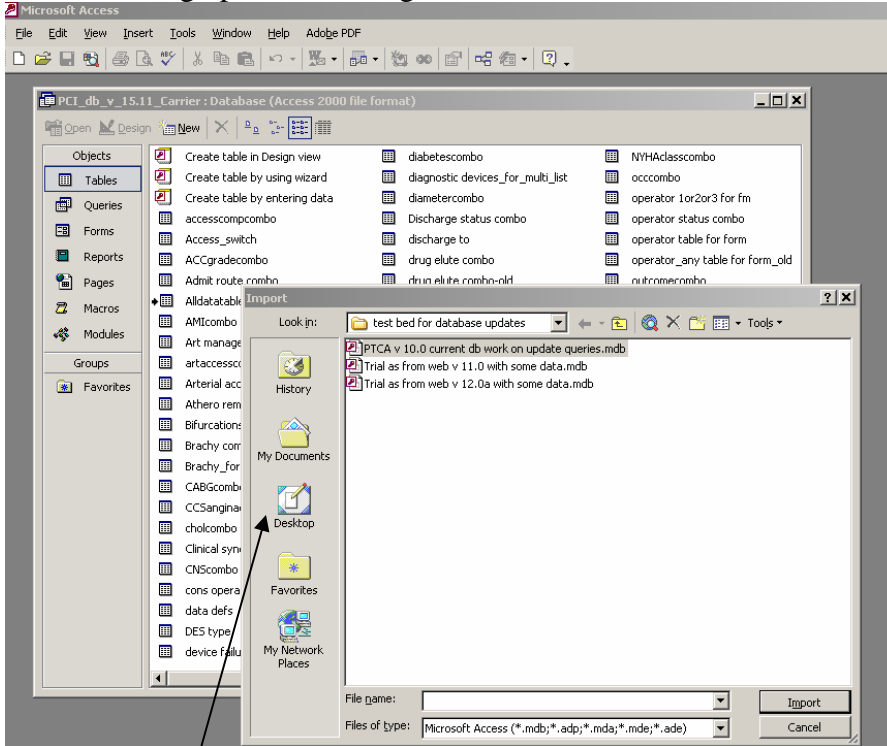 Microsoft Access
File Edit View Insert Tools Window Help Adobe PDF
PCI_db_v_15.11_Carrier : Database (Access 2000 file format)
Open Design New
Objects
Tables
Queries
Forms
Reports
Pages
Macros
Modules
Groups
Favorites
Create table in Design view
Create table by using wizard
Create table by entering data
accesscompcombo
Access_switch
ACCgradecombo
Admit route combo
Alldatatable
AMIcombo
Art manage
artaccessco
Arterial acc
Athero rem
Bifurcations
Brachy com
Brachy_for
CABGcombo
CCSangina
cholcombo
Clinical syn
CNScombo
cons opera
data defs
DES type
device failu
diabetescombo
diagnostic devices_for_multi_list
diametercombo
Discharge status combo
discharge to
drug elute combo
drug elute combo-old
NYHAclasscombo
occcombo
operator 1or2or3 for fm
operator status combo
operator table for form
operator_any table for form_old
outcomecombo
Import
Look in: test bed for database updates Tools
History
My Documents
Desktop
Favorites
My Network
Places
PTCA v 10.0 current db work on update queries.mdb
Trial as from web v 11.0 with some data.mdb
Trial as from web v 12.0a with some data.mdb
File name: Import
Files of type: Microsoft Access (*.mdb;*.adp;*.mda;*.mde;*.ade) Cancel